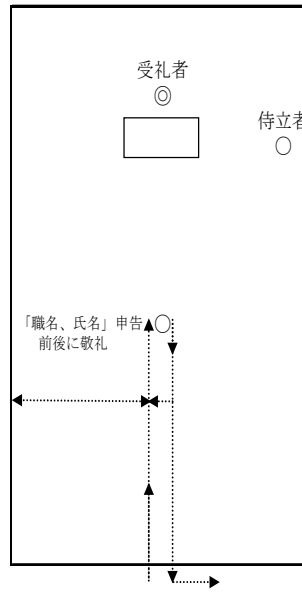 受礼者
◎
侍立者
○
「職名、氏名」申告
前後に敬礼